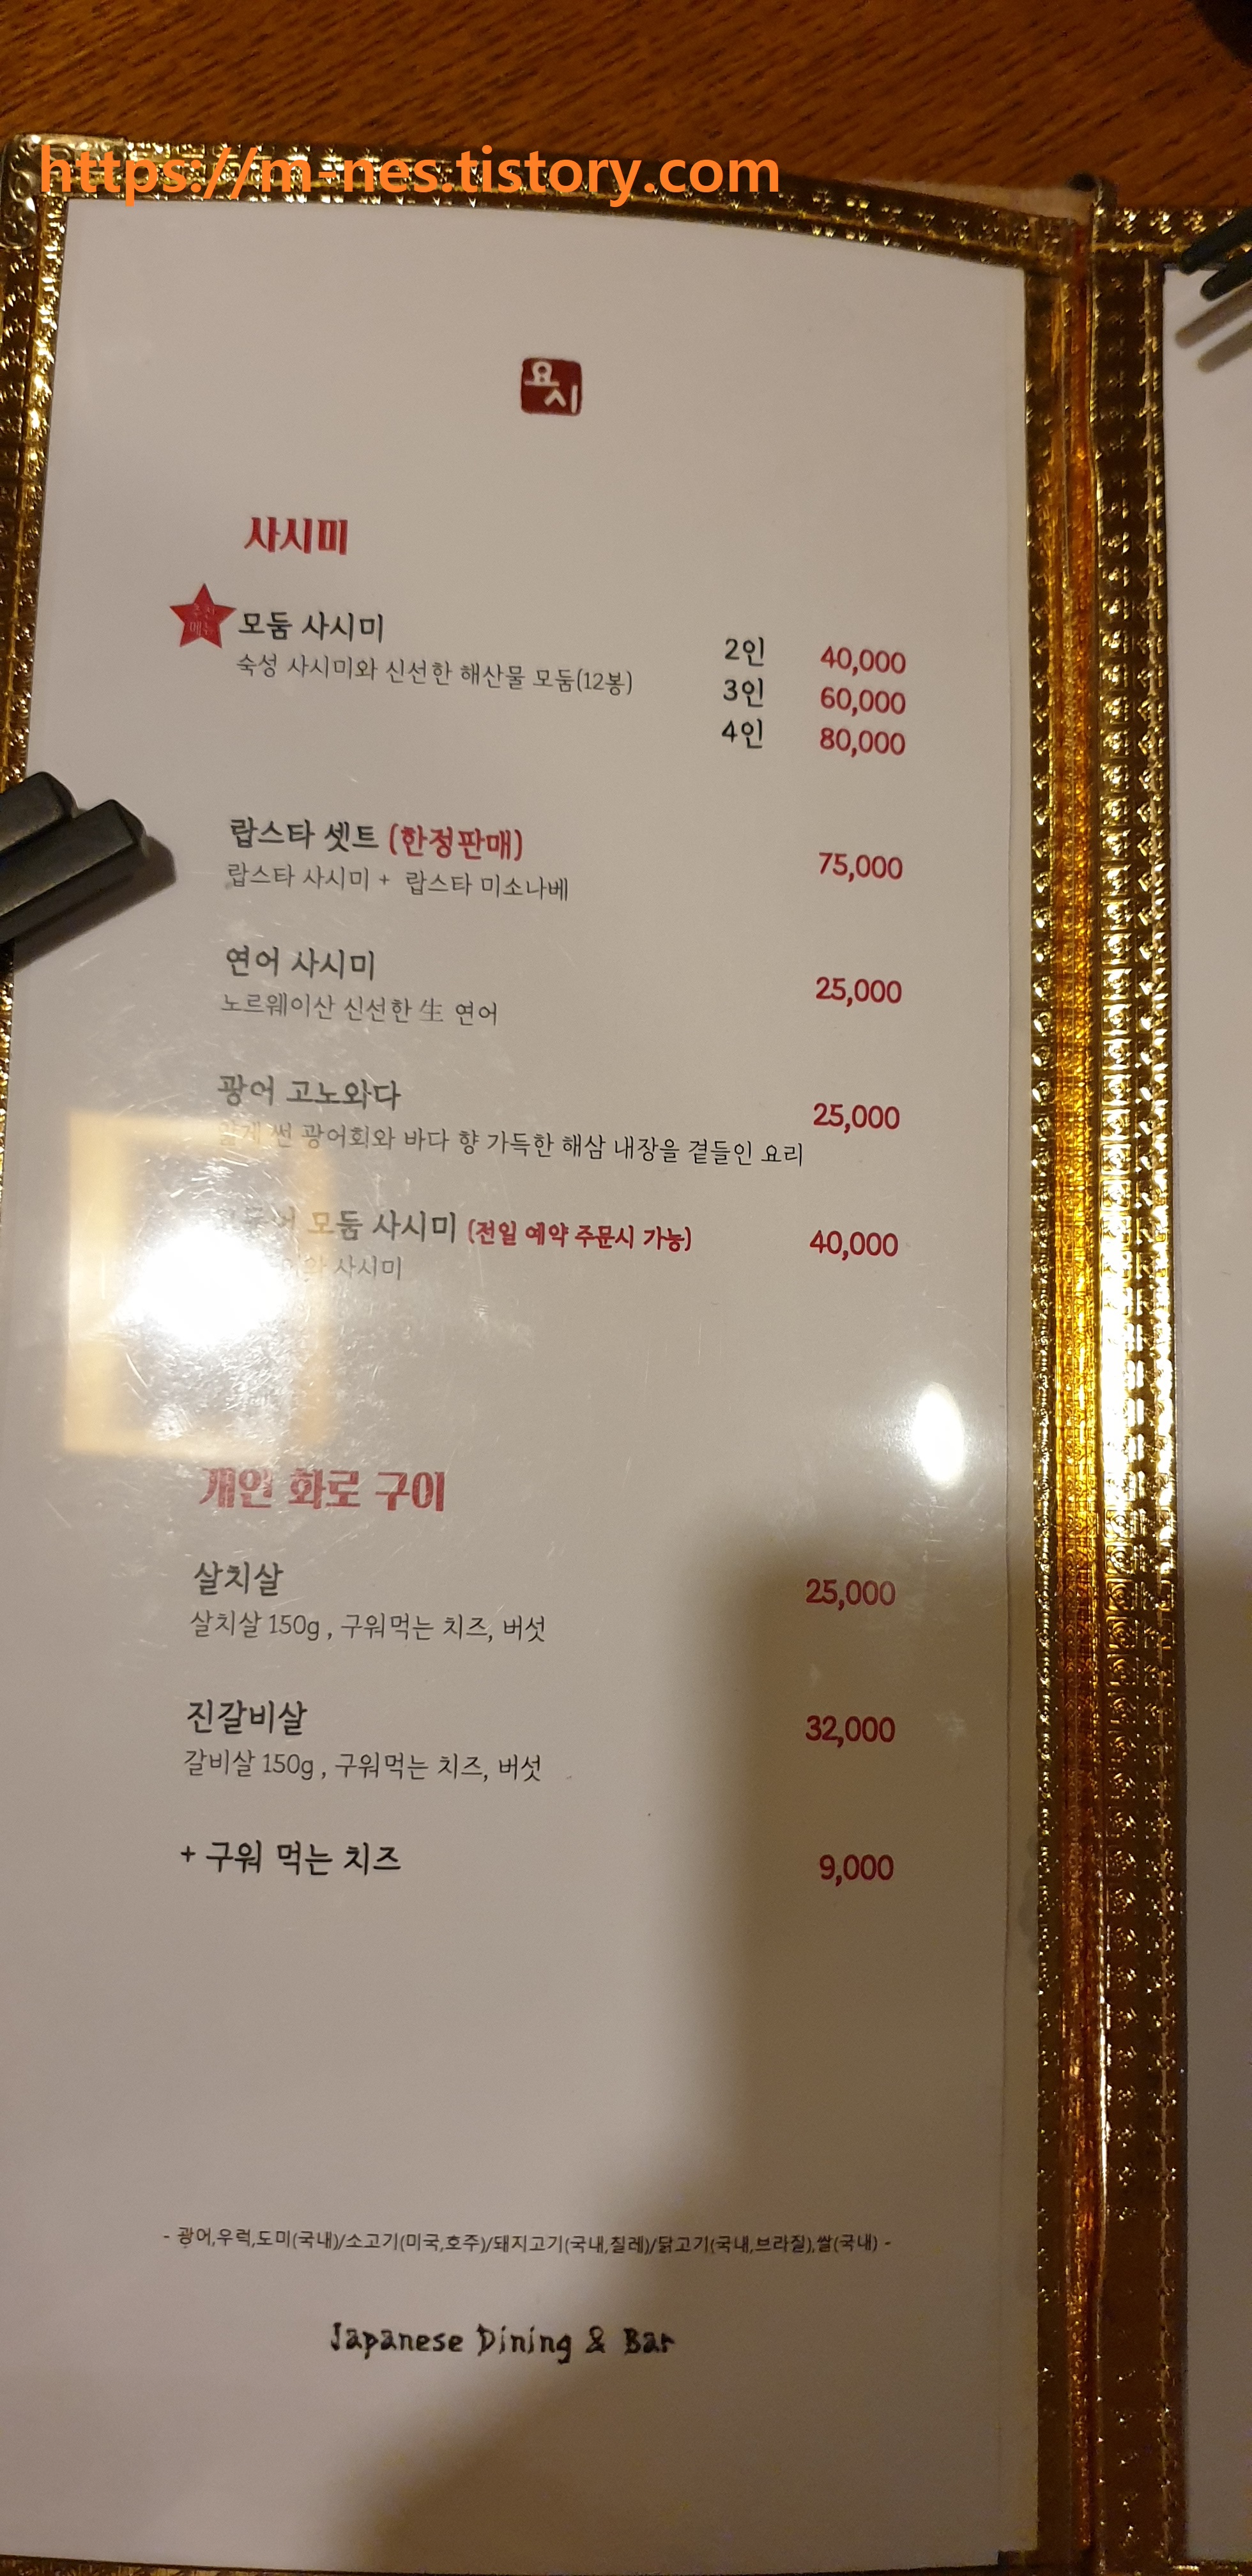 https://m-nes.tistory.com
요시
사시미
추천
메뉴
모둠 사시미
숙성 사시미와 신선한 해산물 모둠(12봉)
2인 40,000
3인 60,000
4인 80,000
랍스타 셋트 (한정판매)
랍스타 사시미 + 랍스타 미소나베
75,000
연어 사시미
노르웨이산 신선한 生 연어
25,000
광어 고노와다
얇게 썬 광어회와 바다 향 가득한 해삼 내장을 곁들인 요리
25,000
모둠 사시미 (전일 예약 주문시 가능)
사시미
40,000
개인 화로 구이
살치살
살치살 150g , 구워먹는 치즈, 버섯
25,000
진갈비살
갈비살 150g , 구워먹는 치즈, 버섯
32,000
+ 구워 먹는 치즈
9,000
- 광어,우럭,도미(국내)/소고기(미국,호주)/돼지고기(국내,칠레)/닭고기(국내,브라질),쌀(국내) -
Japanese Dining & Bar